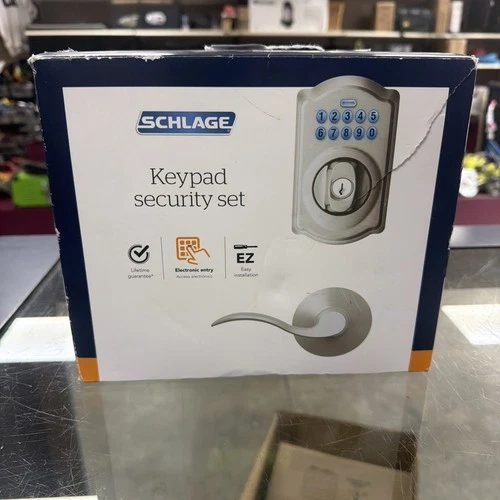 SCHLAGE
SCHLAGE
1 2 3 4 5
6 7 8 9 0
Keypad
security set
Lifetime
guarantee*
Electronic entry
EZ
Easy
installation